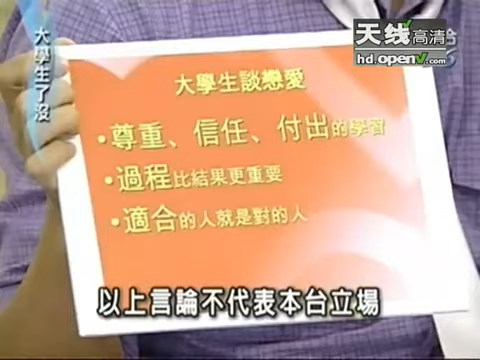 天线高清
hd.openv.com
大學生了沒
大學生談戀愛
•尊重、信任、付出的學習
•過程比結果更重要
•適合的人就是對的人
以上言論不代表本台立場